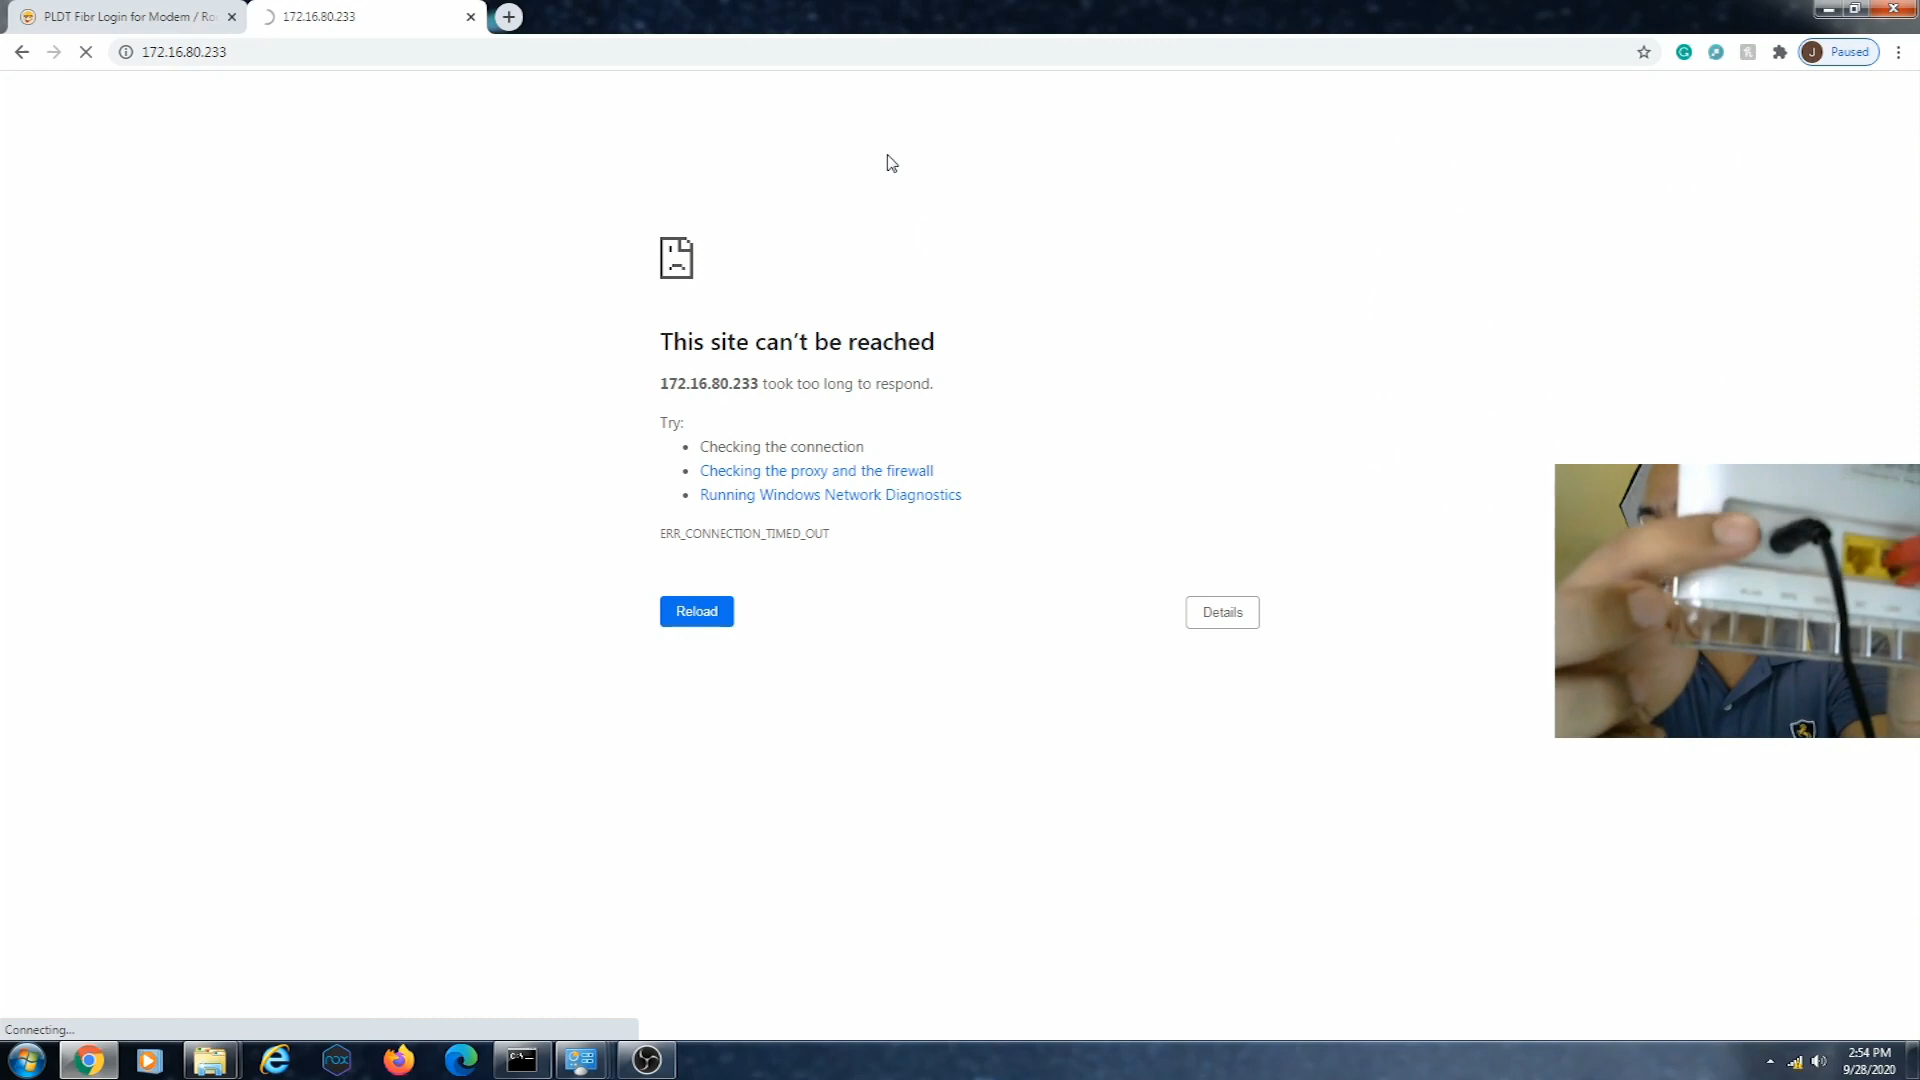 PLDT Fibr Login for Modem / Ro
172.16.80.233
172.16.80.233
J
Paused
This site can't be reached
172.16.80.233 took too long to respond.
Try:
Checking the connection
Checking the proxy and the firewall
Running Windows Network Diagnostics
ERR_CONNECTION_TIMED_OUT
Reload
Details
Connecting...
nox
C:\_
2:54 PM
9/28/2020